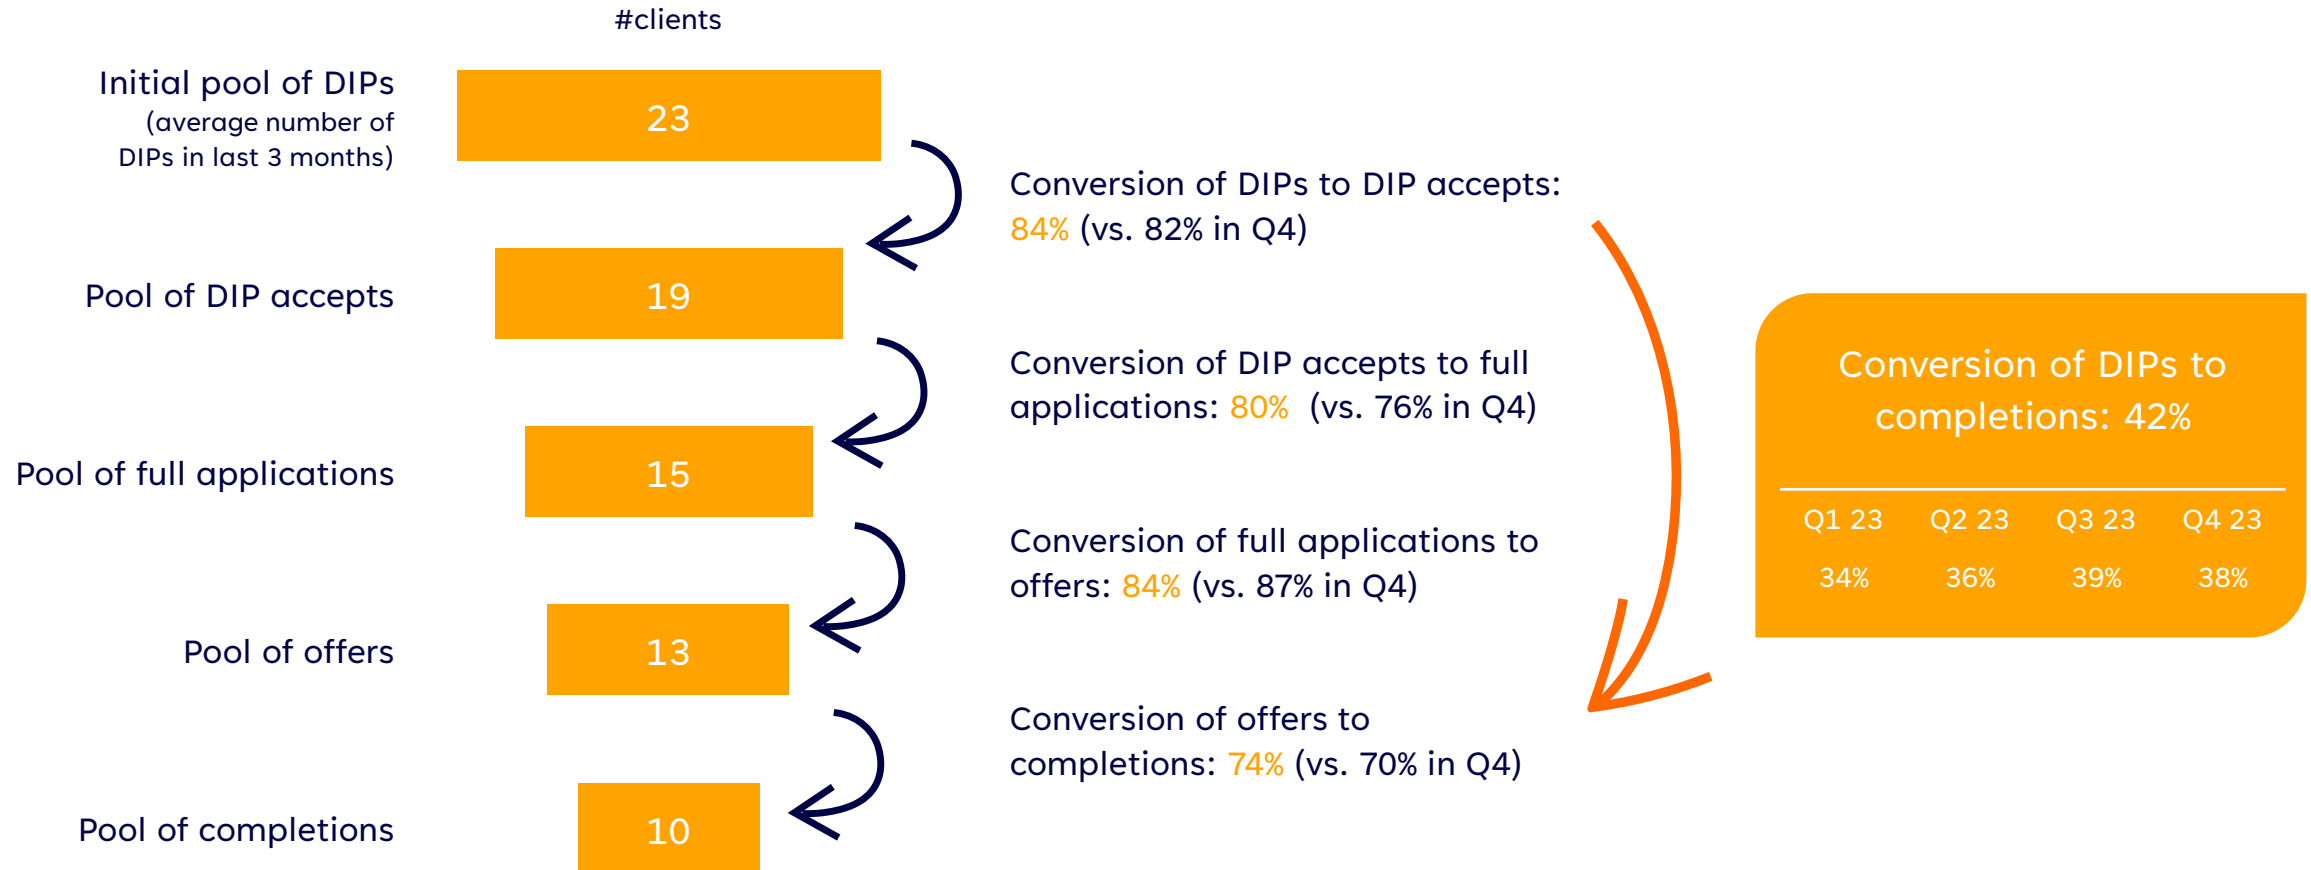 #clients
Initial pool of DIPs
(average number of
DIPs in last 3 months)
23
Conversion of DIPs to DIP accepts:
84% (vs. 82% in Q4)
Pool of DIP accepts
19
Conversion of DIP accepts to full
applications: 80% (vs. 76% in Q4)
Pool of full applications
15
Conversion of full applications to
offers: 84% (vs. 87% in Q4)
Pool of offers
13
Conversion of offers to
completions: 74% (vs. 70% in Q4)
Pool of completions
10
Conversion of DIPs to
completions: 42%
Q1 23 Q2 23 Q3 23 Q4 23
34% 36% 39% 38%